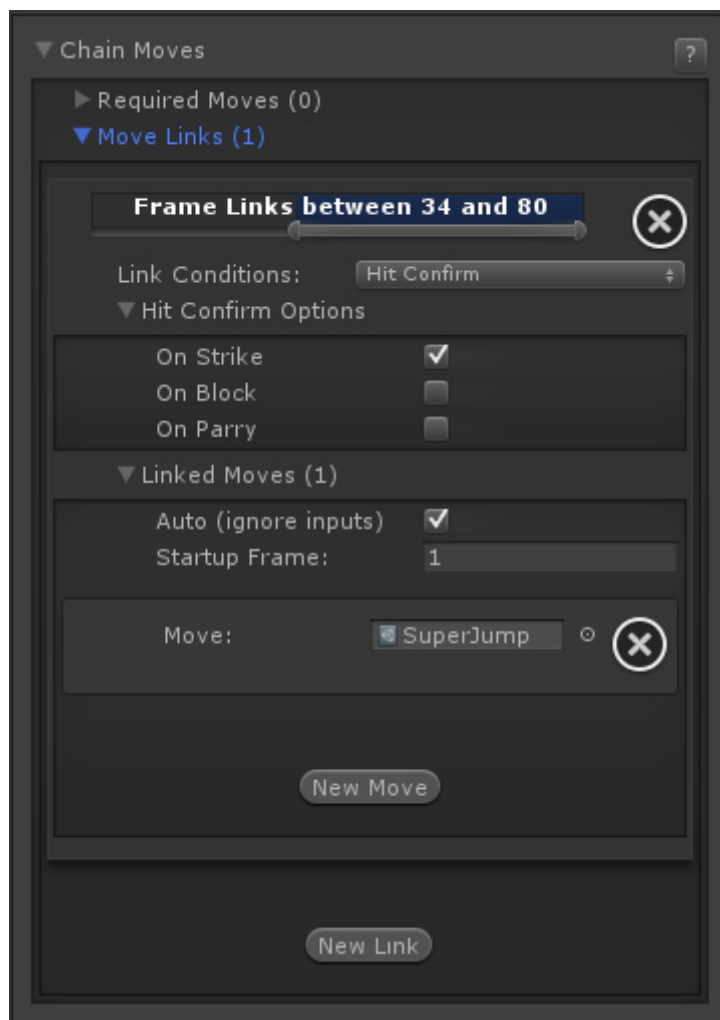 Chain Moves ?
Required Moves (0)
Move Links (1)
Frame Links between 34 and 80
Link Conditions: Hit Confirm
Hit Confirm Options
On Strike
On Block
On Parry
Linked Moves (1)
Auto (ignore inputs)
Startup Frame: 1
Move: SuperJump
New Move
New Link